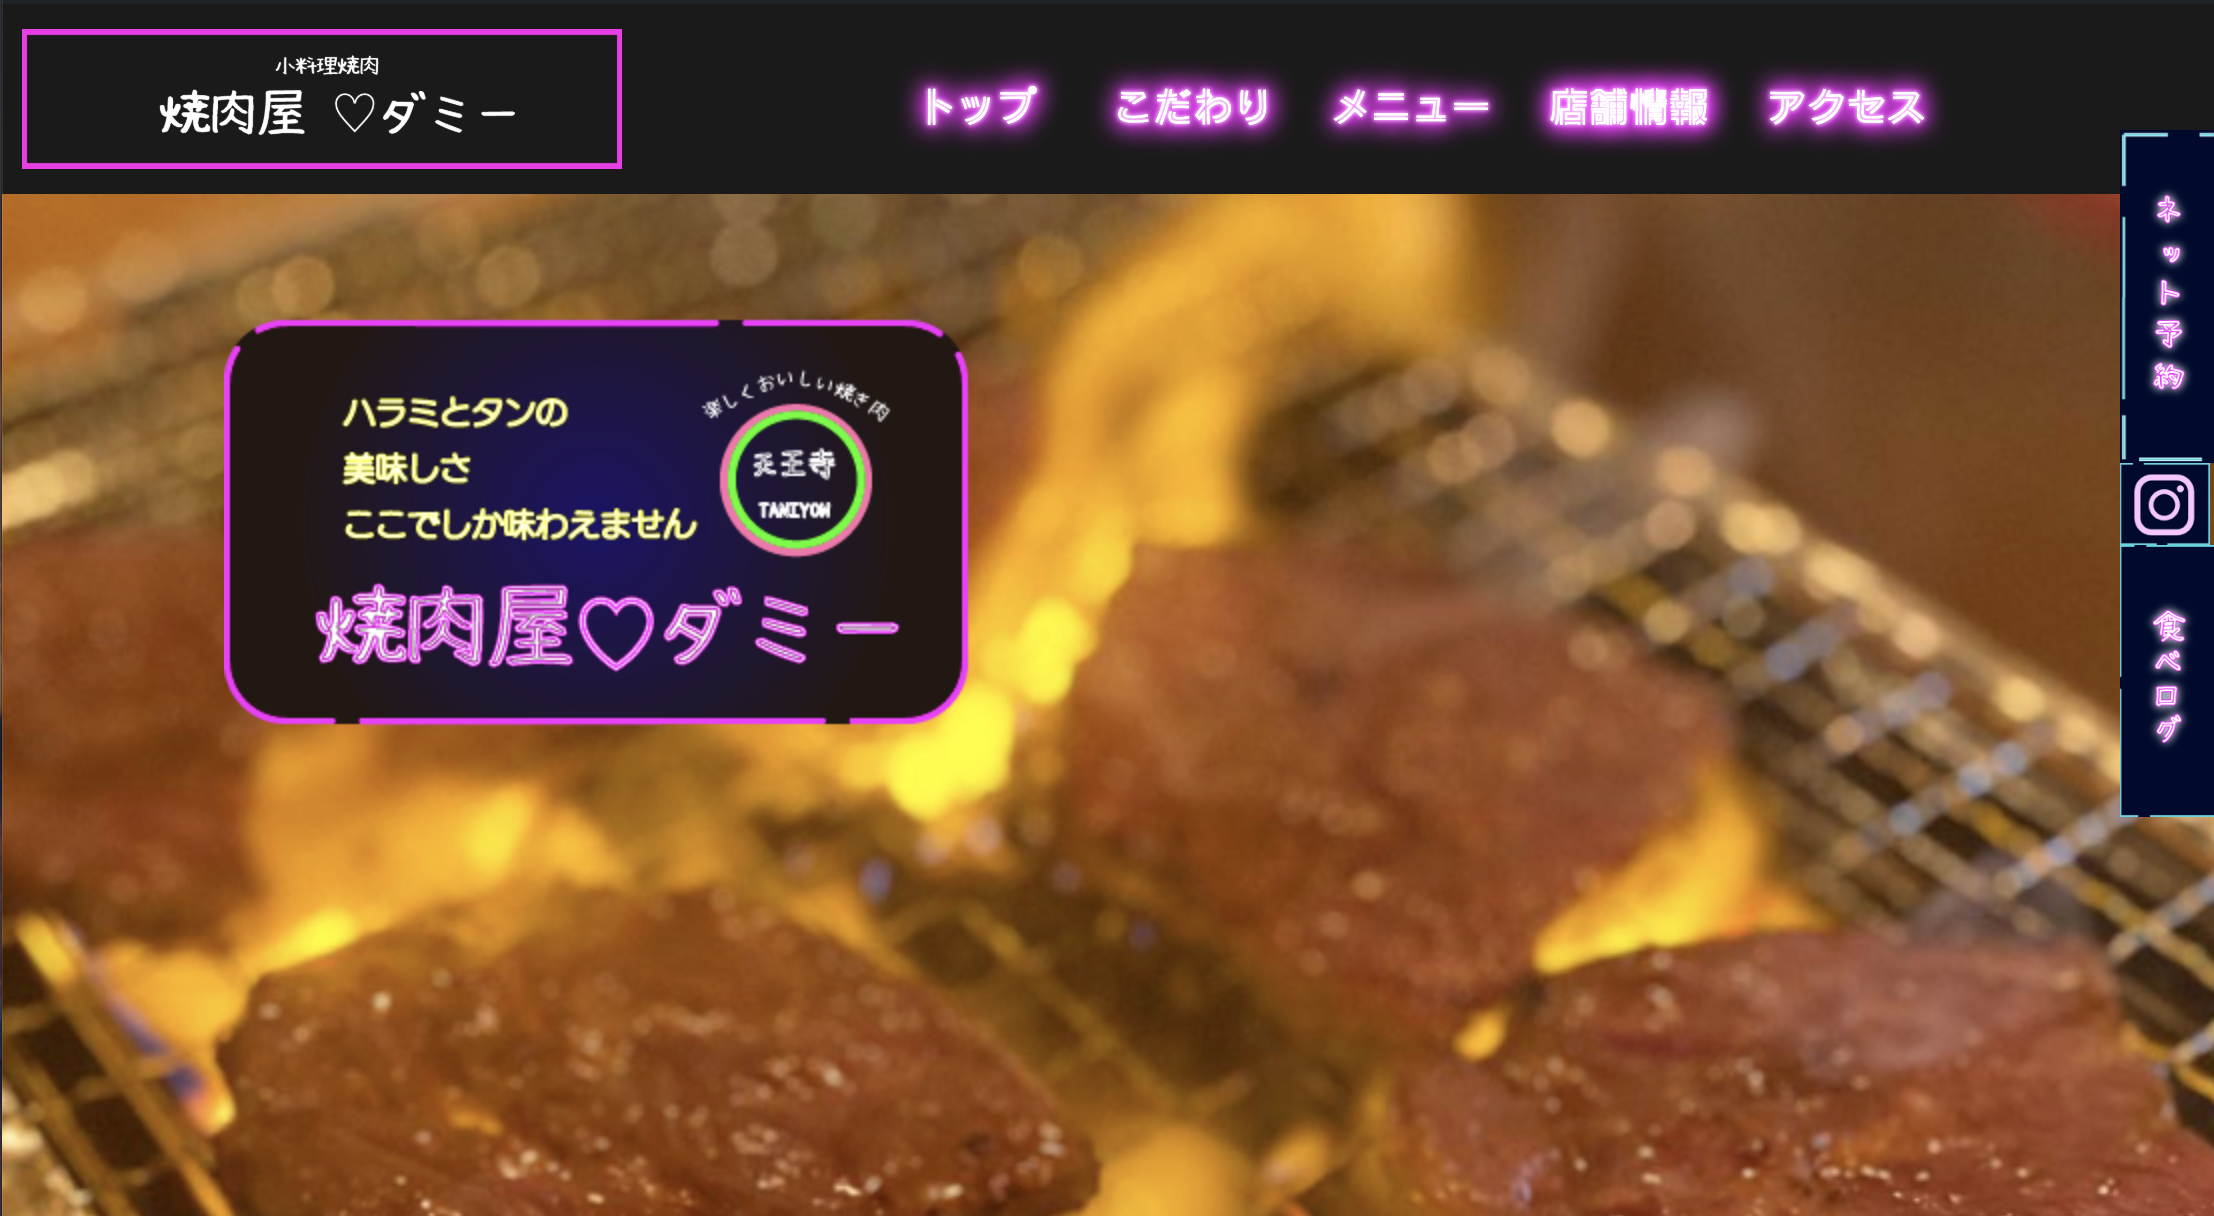 小料理焼肉
焼肉屋 ♡ダミー
トップ こだわり メニュー 店舗情報 アクセス
ネット予約
食べログ
ハラミとタンの
美味しさ
ここでしか味わえません
楽しくおいしい焼き肉
天王寺
焼肉屋♡ダミー